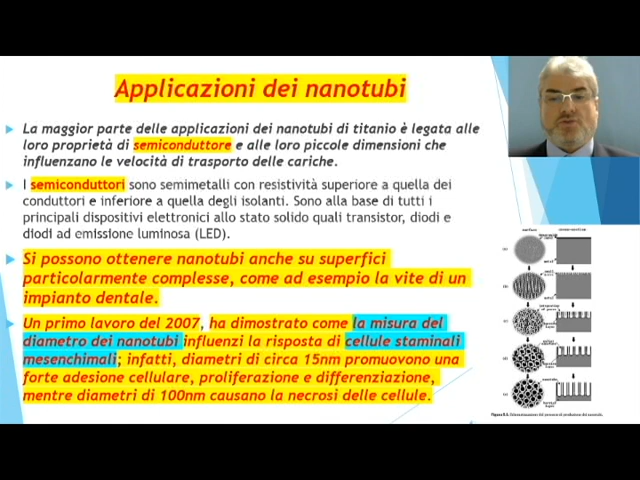 Applicazioni dei nanotubi
La maggior parte delle applicazioni dei nanotubi di titanio è legata alle
loro proprietà di semiconduttore e alle loro piccole dimensioni che
influenzano le velocità di trasporto delle cariche.
I semiconduttori sono semimetalli con resistività superiore a quella dei
conduttori e inferiore a quella degli isolanti. Sono alla base di tutti i
principali dispositivi elettronici allo stato solido quali transistor, diodi e
diodi ad emissione luminosa (LED).
Si possono ottenere nanotubi anche su superfici
particolarmente complesse, come ad esempio la vite di un
impianto dentale.
Un primo lavoro del 2007, ha dimostrato come la misura del
diametro dei nanotubi influenzi la risposta di cellule staminali
mesenchimali; infatti, diametri di circa 15nm promuovono una
forte adesione cellulare, proliferazione e differenziazione,
mentre diametri di 100nm causano la necrosi delle cellule.